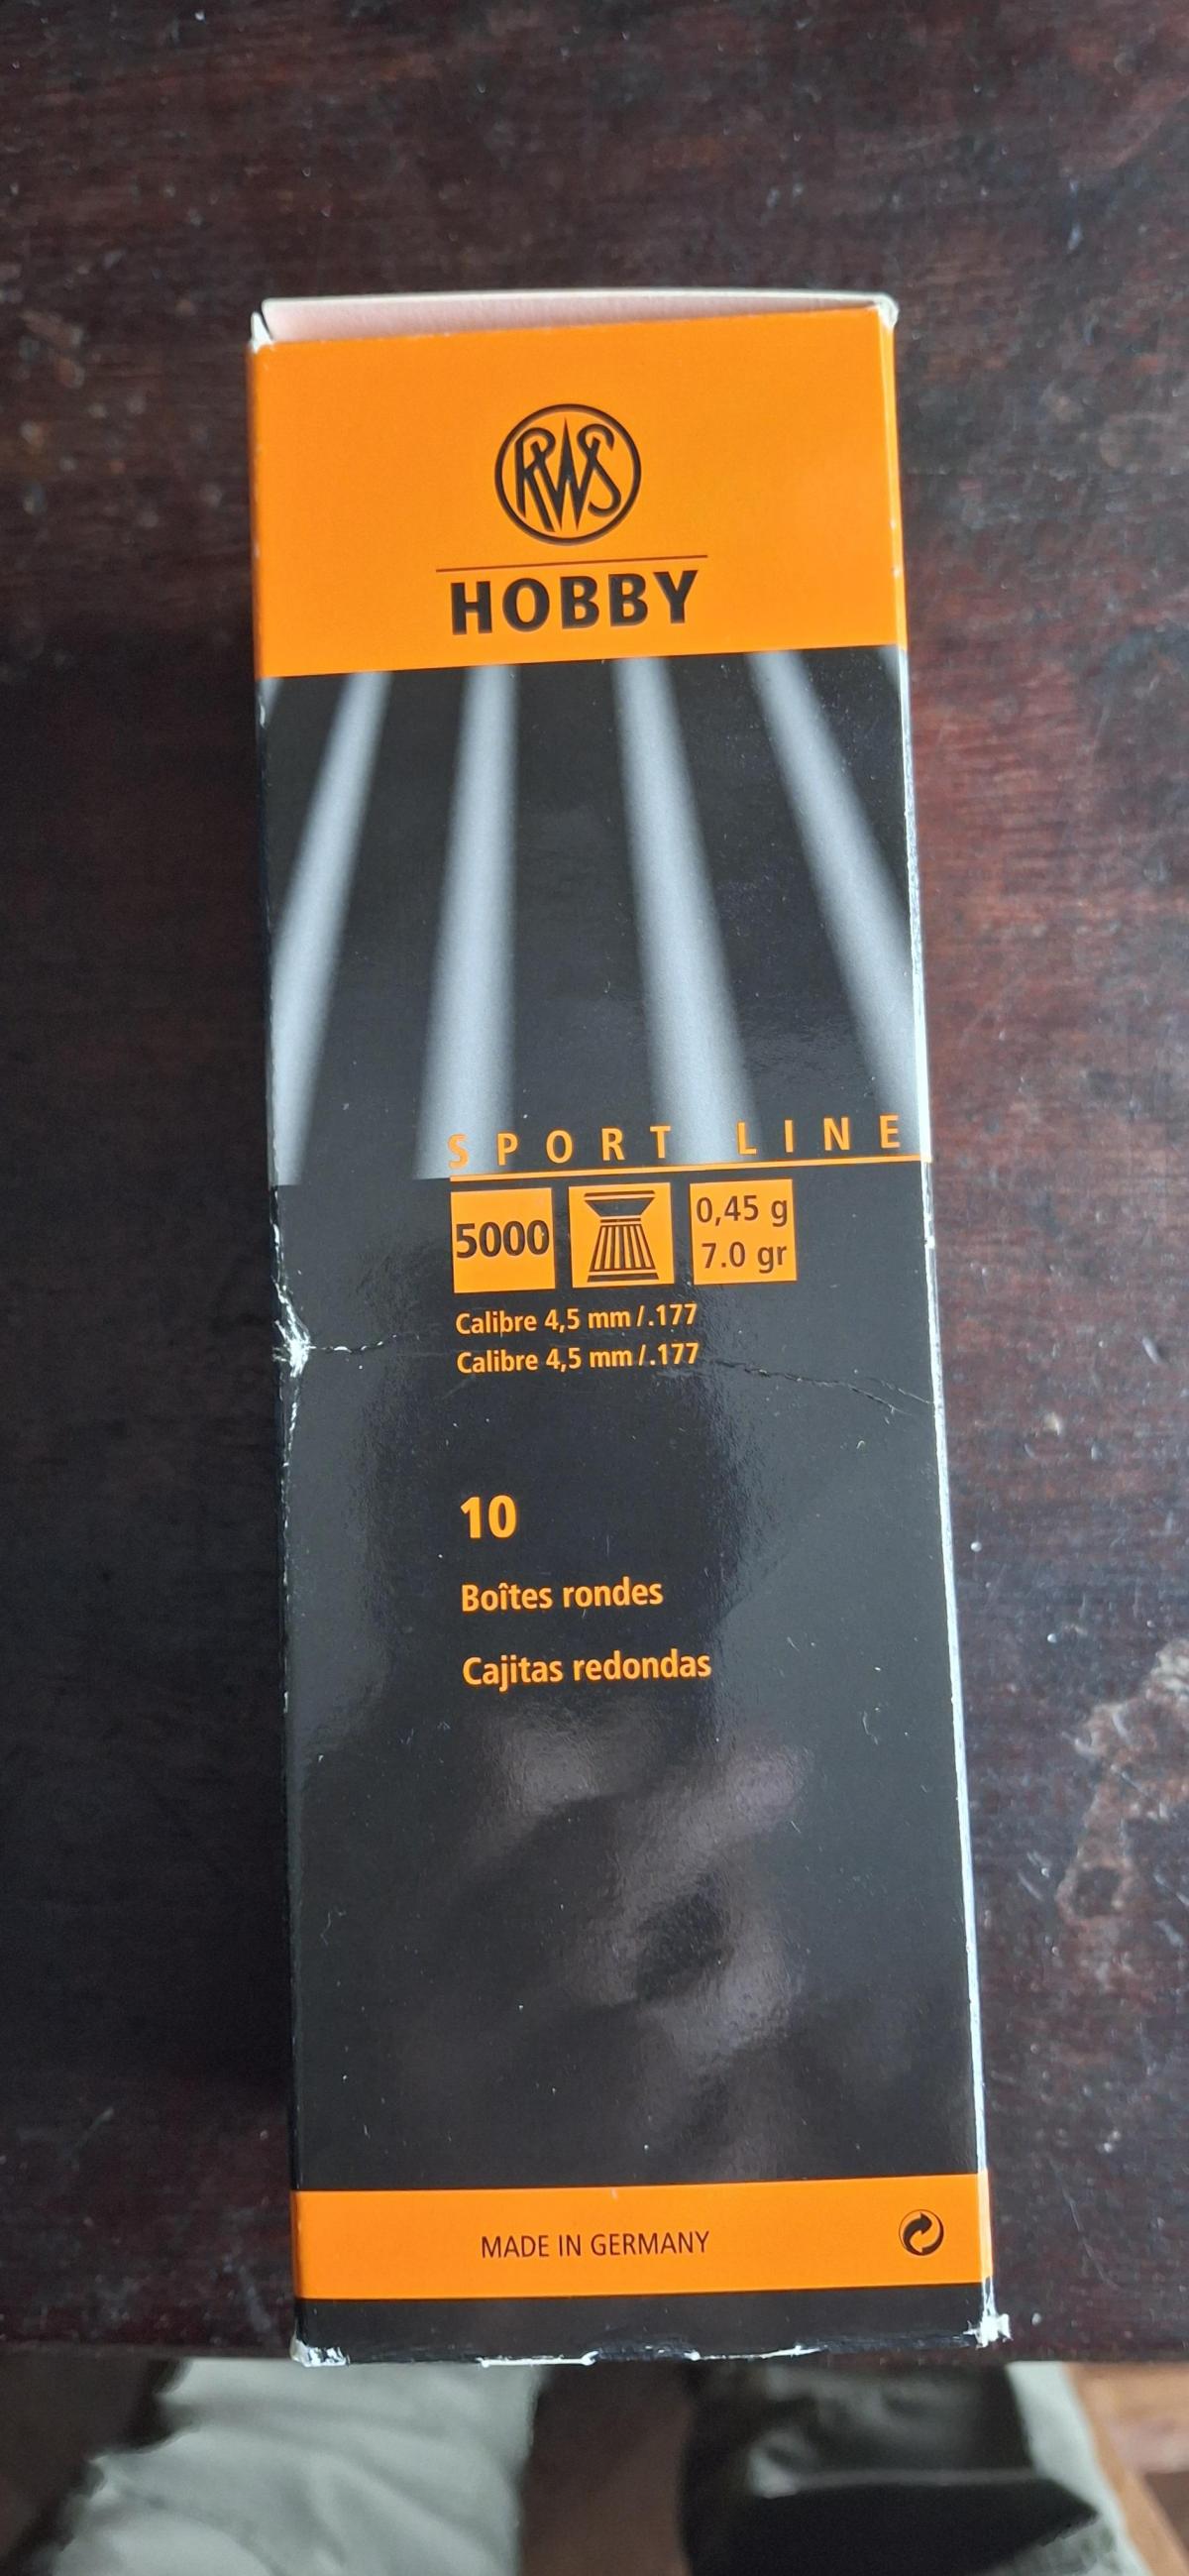 RWS
HOBBY
SPORT LINE
5000
0,45 g
7.0 gr
Calibre 4,5 mm/.177
Calibre 4,5 mm/.177
10
Boîtes rondes
Cajitas redondas
MADE IN GERMANY